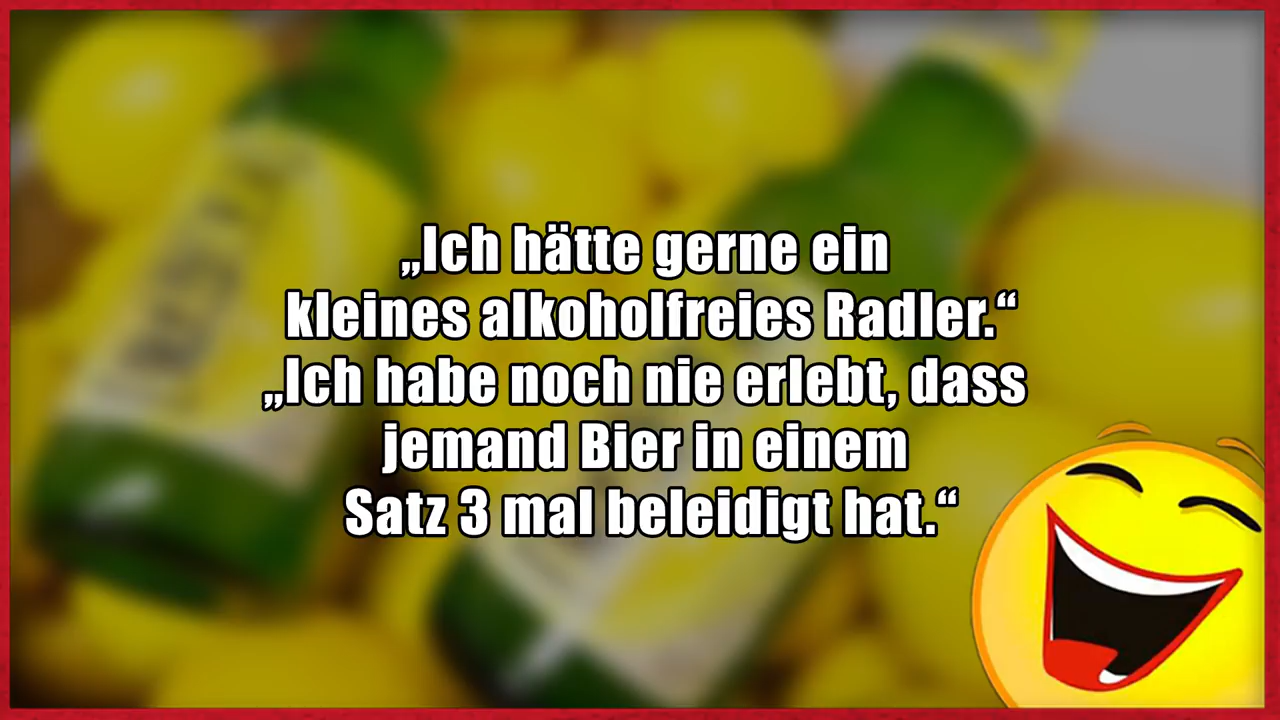 „Ich hätte gerne ein
kleines alkoholfreies Radler.“
„Ich habe noch nie erlebt, dass
jemand Bier in einem
Satz 3 mal beleidigt hat.“